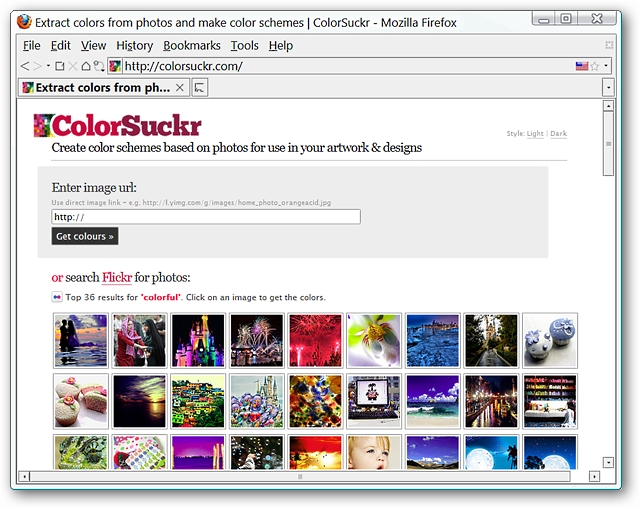 Extract colors from photos and make color schemes | ColorSuckr - Mozilla Firefox
File Edit View History Bookmarks Tools Help
http://colorsuckr.com/
Extract colors from ph...
ColorSuckr
Style: Light | Dark
Create color schemes based on photos for use in your artwork & designs
Enter image url:
Use direct image link - e.g. http://l.yimg.com/g/images/home_photo_orangeacid.jpg
http://
Get colours »
or search Flickr for photos:
Top 36 results for 'colorful'. Click on an image to get the colors.